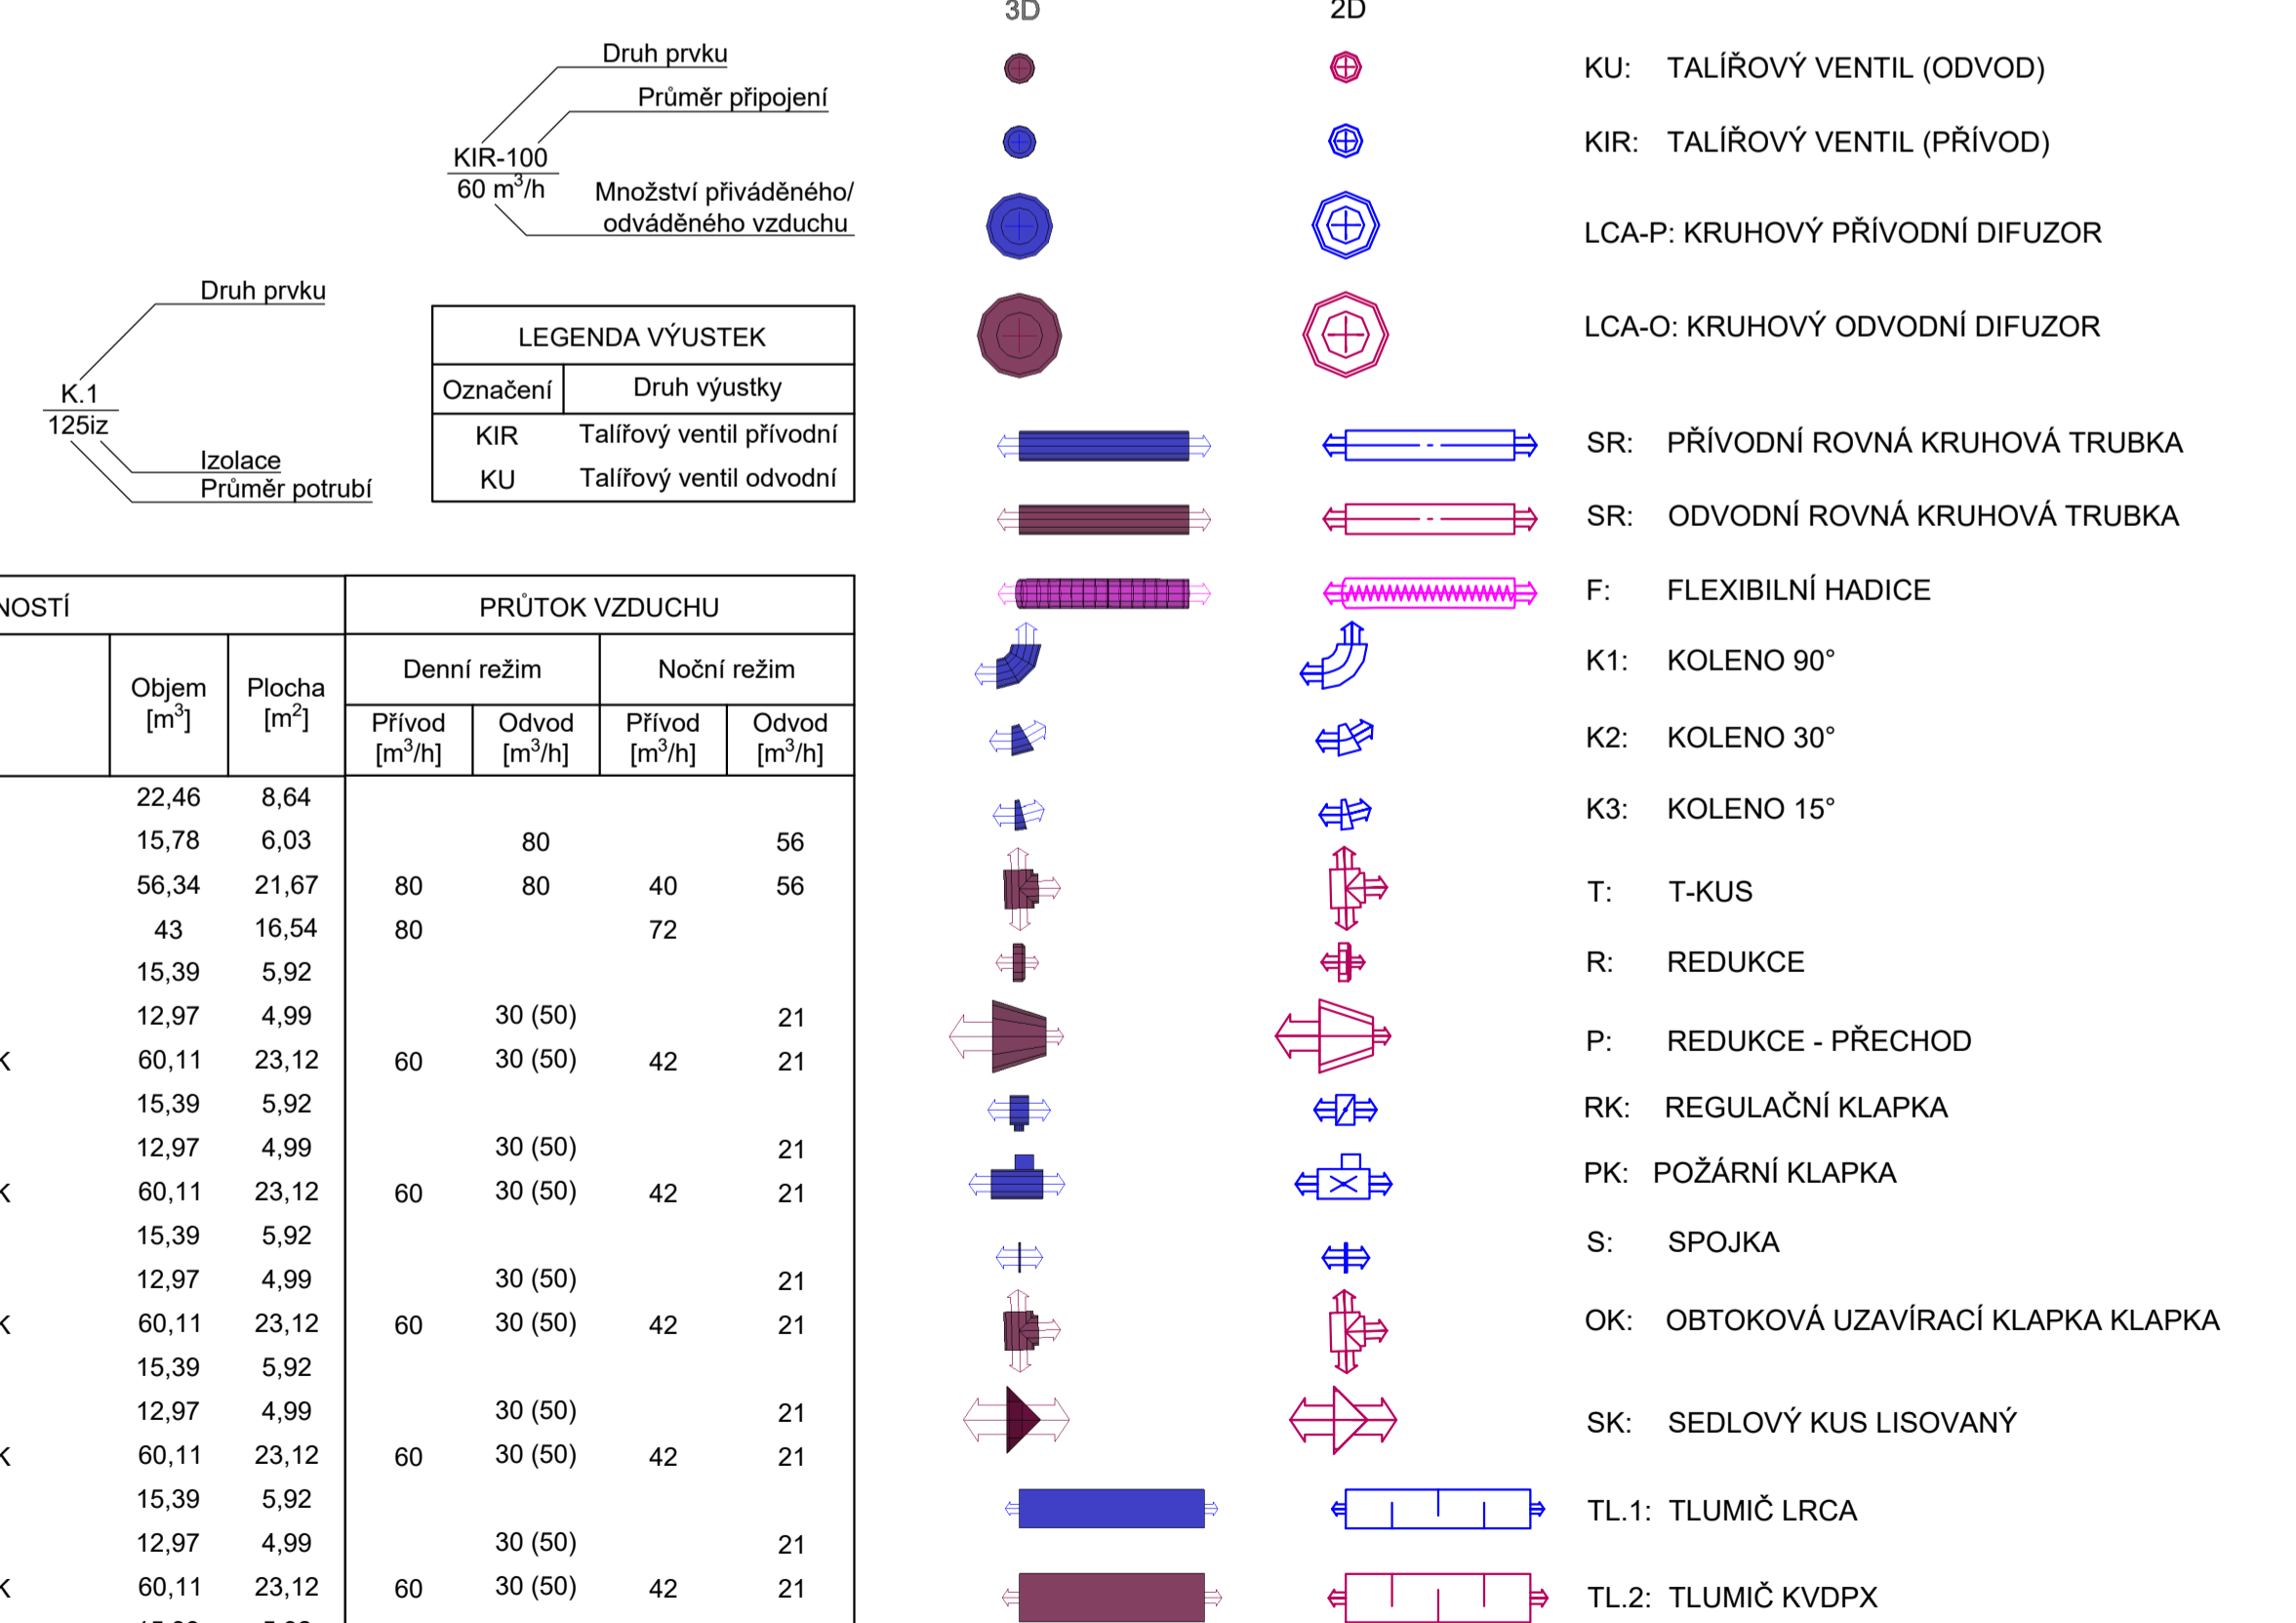 3D
2D
Druh prvku
Průměr připojení
KIR-100
60 m³/h
Množství přiváděného/
odváděného vzduchu
Druh prvku
K.1
125iz
Izolace
Průměr potrubí
LEGENDA VÝUSTEK
Označení Druh výustky
KIR Talířový ventil přívodní
KU Talířový ventil odvodní
NOSTÍ PRŮTOK VZDUCHU
Denní režim Noční režim
Objem Plocha
[m³] [m²]
Přívod Odvod Přívod Odvod
[m³/h] [m³/h] [m³/h] [m³/h]
22,46 8,64
15,78 6,03 80 56
56,34 21,67 80 80 40 56
43 16,54 80 72
15,39 5,92
12,97 4,99 30 (50) 21
K 60,11 23,12 60 30 (50) 42 21
15,39 5,92
12,97 4,99 30 (50) 21
K 60,11 23,12 60 30 (50) 42 21
15,39 5,92
12,97 4,99 30 (50) 21
K 60,11 23,12 60 30 (50) 42 21
15,39 5,92
12,97 4,99 30 (50) 21
K 60,11 23,12 60 30 (50) 42 21
15,39 5,92
12,97 4,99 30 (50) 21
K 60,11 23,12 60 30 (50) 42 21
KU: TALÍŘOVÝ VENTIL (ODVOD)
KIR: TALÍŘOVÝ VENTIL (PŘÍVOD)
LCA-P: KRUHOVÝ PŘÍVODNÍ DIFUZOR
LCA-O: KRUHOVÝ ODVODNÍ DIFUZOR
SR: PŘÍVODNÍ ROVNÁ KRUHOVÁ TRUBKA
SR: ODVODNÍ ROVNÁ KRUHOVÁ TRUBKA
F: FLEXIBILNÍ HADICE
K1: KOLENO 90°
K2: KOLENO 30°
K3: KOLENO 15°
T: T-KUS
R: REDUKCE
P: REDUKCE - PŘECHOD
RK: REGULAČNÍ KLAPKA
PK: POŽÁRNÍ KLAPKA
S: SPOJKA
OK: OBTOKOVÁ UZAVÍRACÍ KLAPKA KLAPKA
SK: SEDLOVÝ KUS LISOVANÝ
TL.1: TLUMIČ LRCA
TL.2: TLUMIČ KVDPX